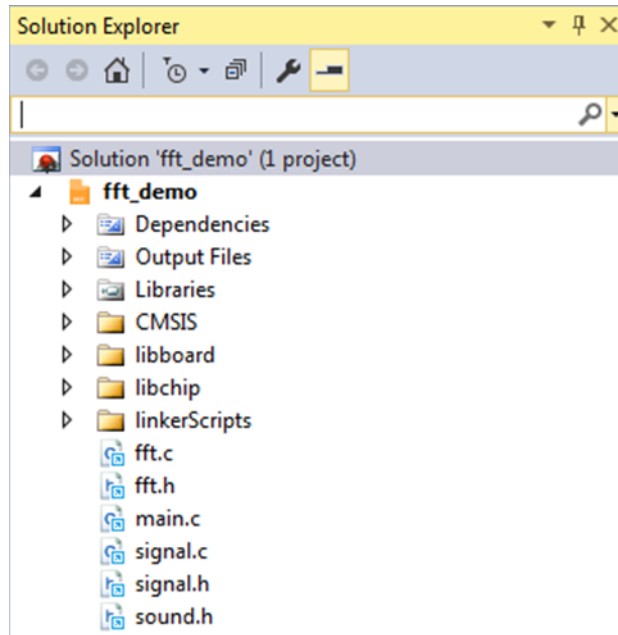 Solution Explorer
Solution 'fft_demo' (1 project)
fft_demo
Dependencies
Output Files
Libraries
CMSIS
libboard
libchip
linkerScripts
fft.c
fft.h
main.c
signal.c
signal.h
sound.h